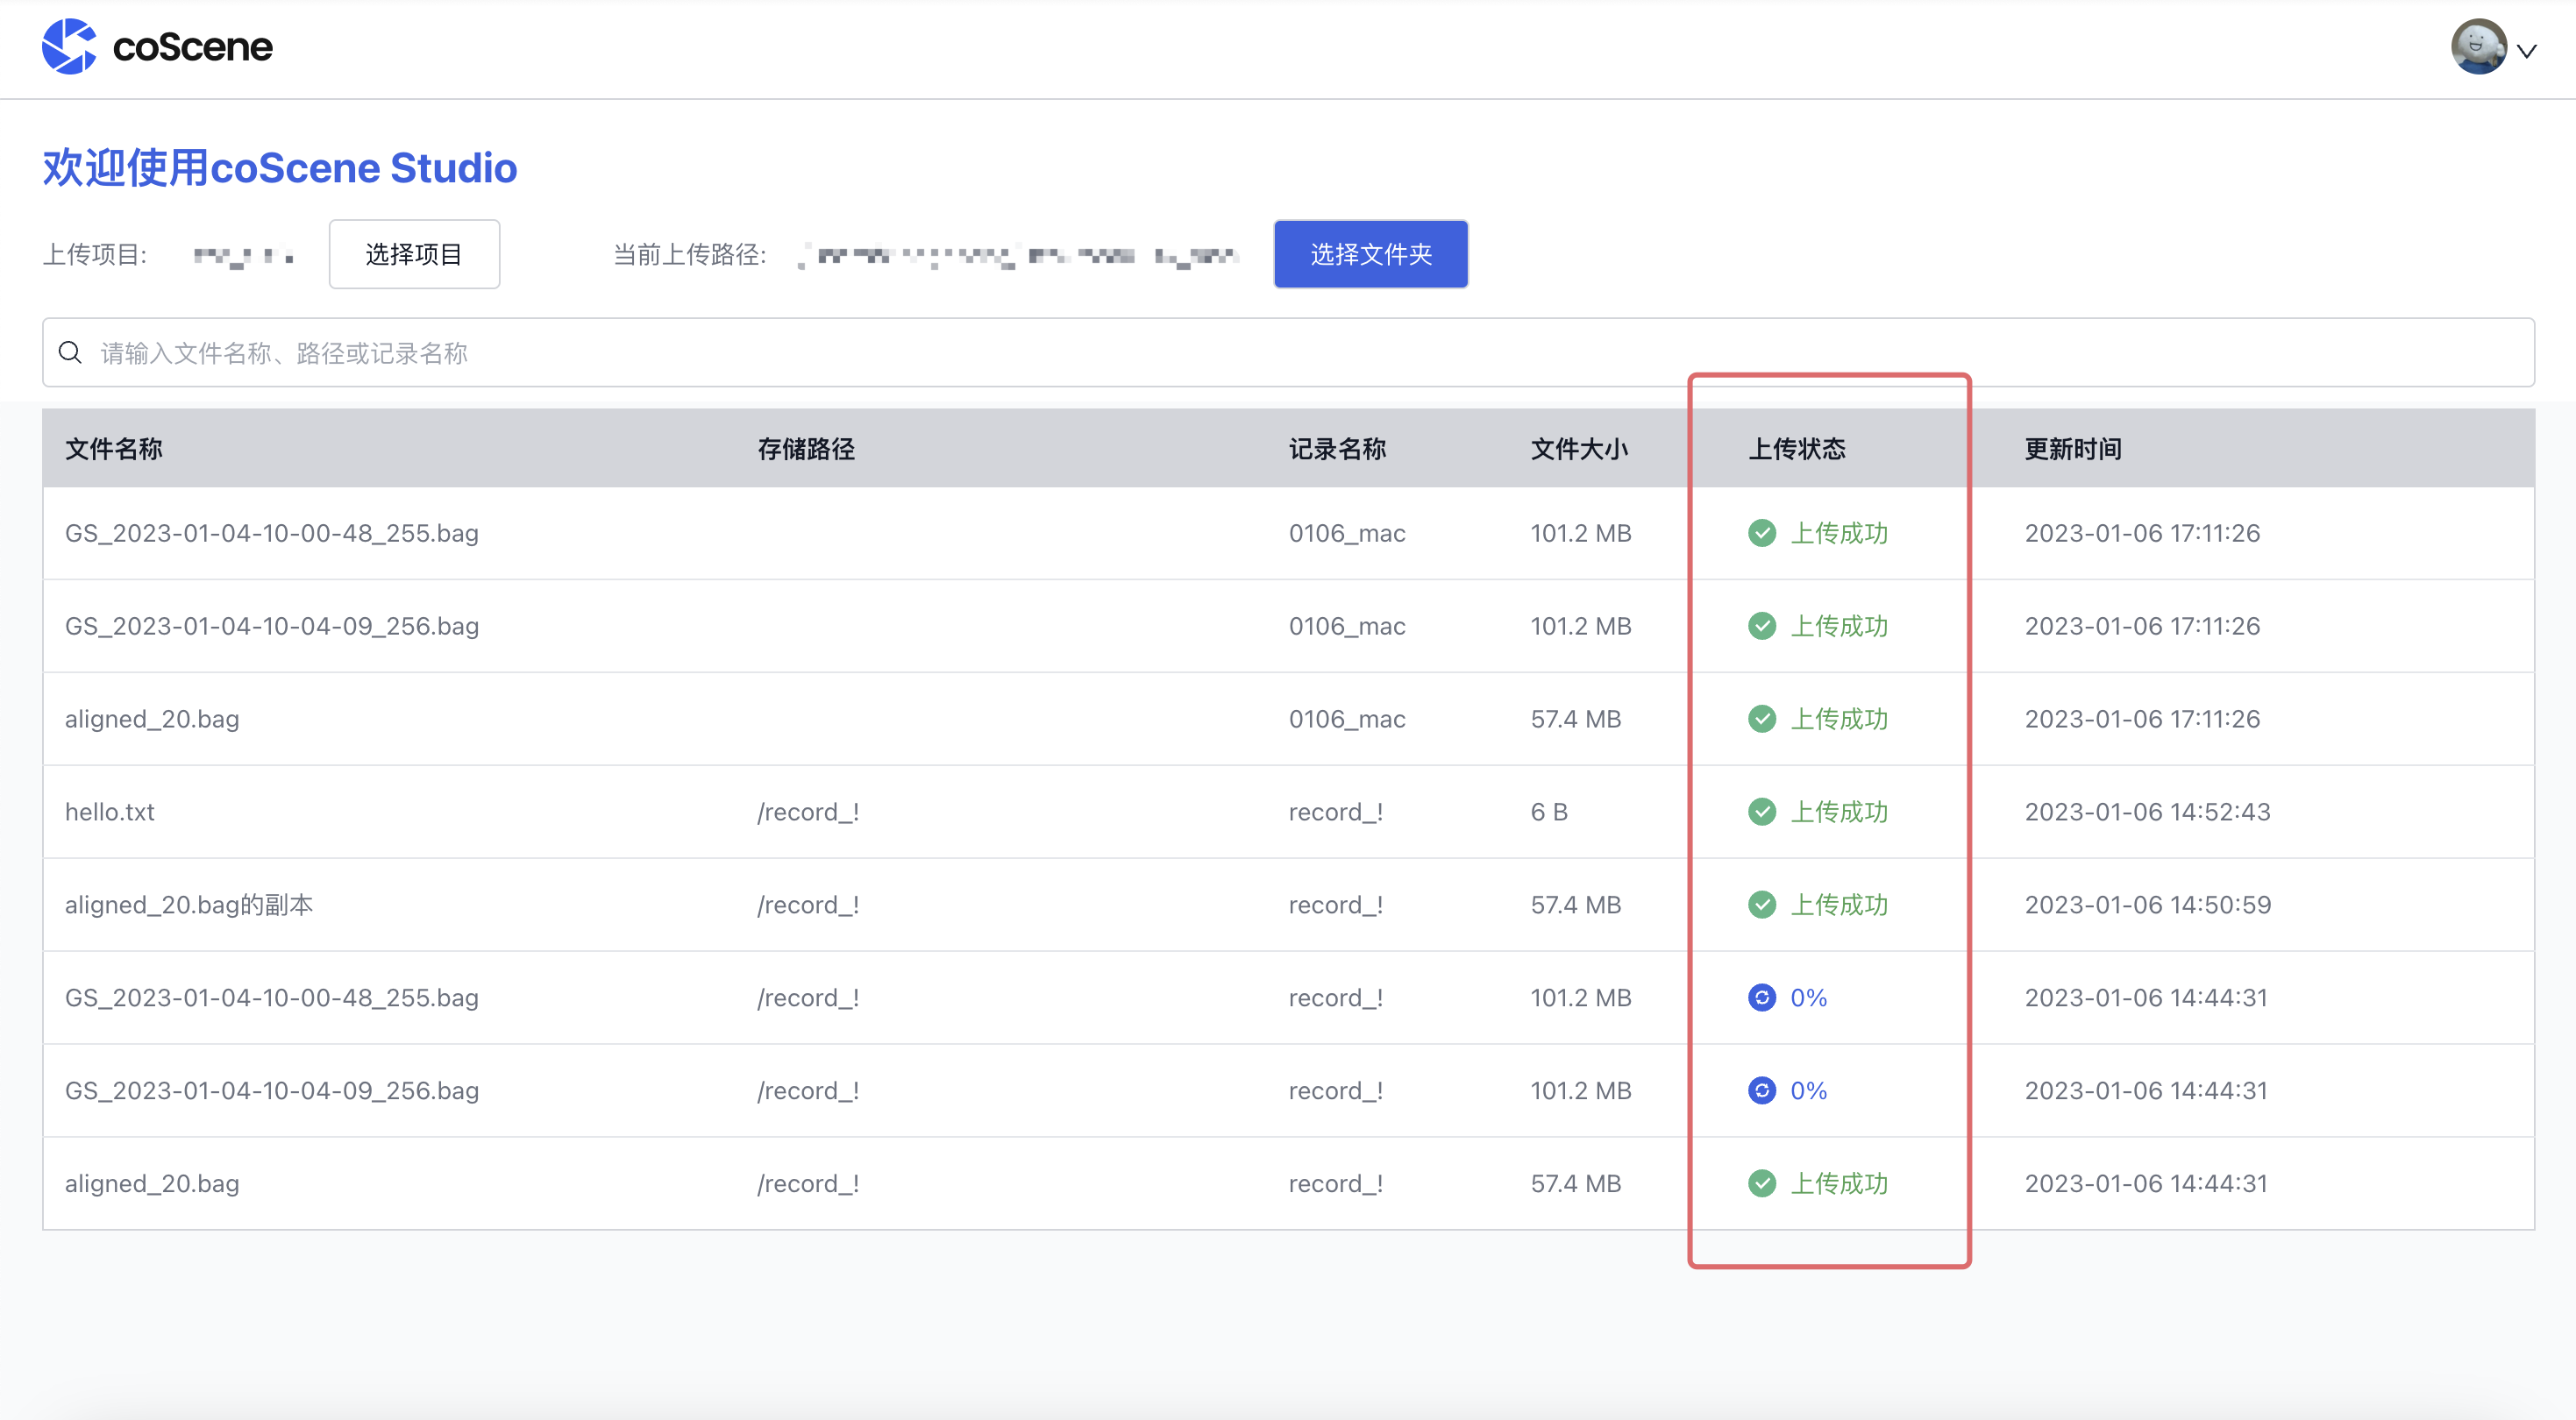 coScene
欢迎使用coScene Studio
上传项目: 选择项目 当前上传路径: 选择文件夹
请输入文件名称、路径或记录名称
文件名称 存储路径 记录名称 文件大小 上传状态 更新时间
GS_2023-01-04-10-00-48_255.bag 0106_mac 101.2 MB 上传成功 2023-01-06 17:11:26
GS_2023-01-04-10-04-09_256.bag 0106_mac 101.2 MB 上传成功 2023-01-06 17:11:26
aligned_20.bag 0106_mac 57.4 MB 上传成功 2023-01-06 17:11:26
hello.txt /record_! record_! 6 B 上传成功 2023-01-06 14:52:43
aligned_20.bag的副本 /record_! record_! 57.4 MB 上传成功 2023-01-06 14:50:59
GS_2023-01-04-10-00-48_255.bag /record_! record_! 101.2 MB 0% 2023-01-06 14:44:31
GS_2023-01-04-10-04-09_256.bag /record_! record_! 101.2 MB 0% 2023-01-06 14:44:31
aligned_20.bag /record_! record_! 57.4 MB 上传成功 2023-01-06 14:44:31